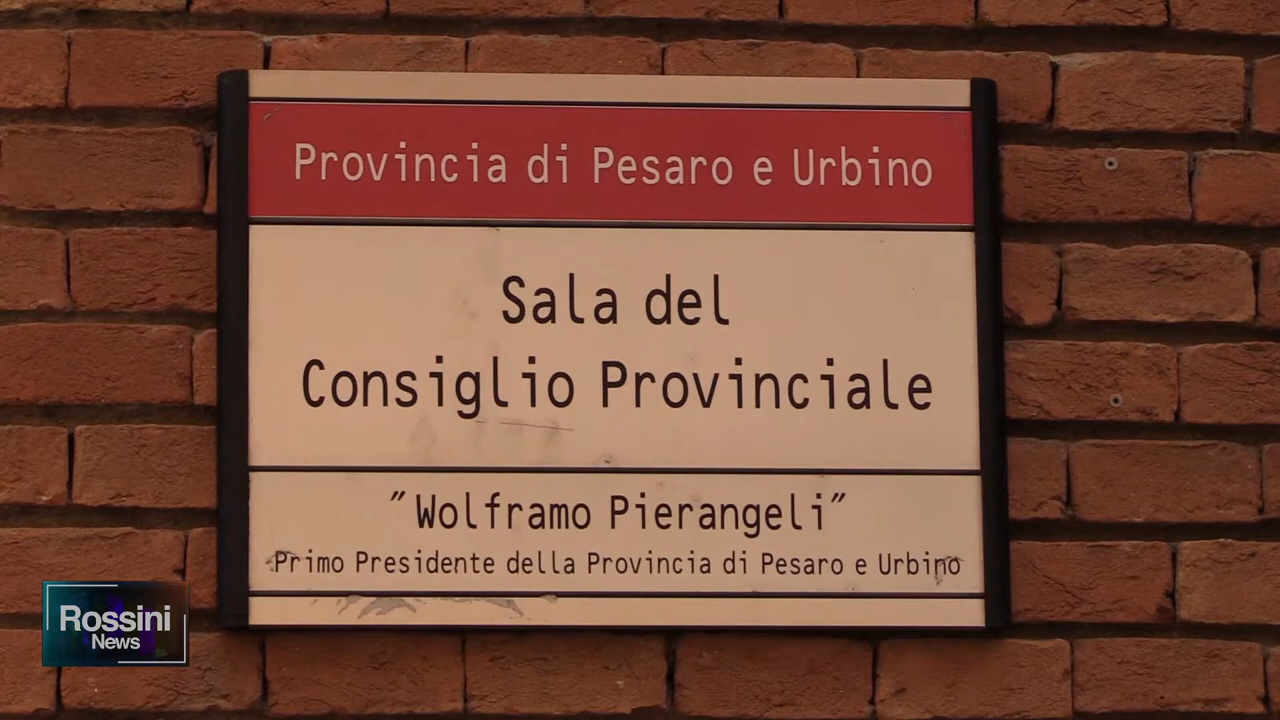 Provincia di Pesaro e Urbino
Sala del
Consiglio Provinciale
"Wolframo Pierangeli"
Primo Presidente della Provincia di Pesaro e Urbino
Rossini
News